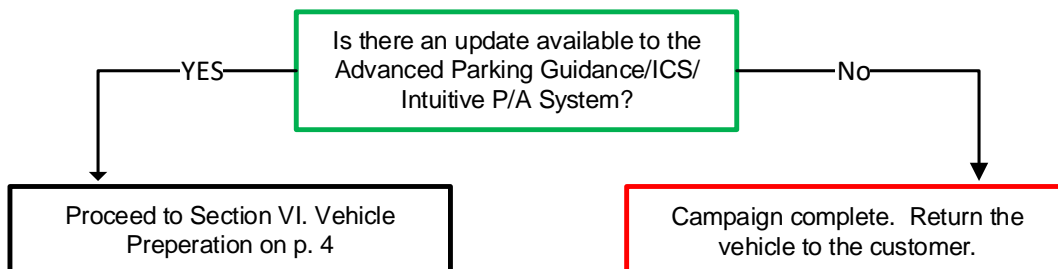 Is there an update available to the
Advanced Parking Guidance/ICS/
Intuitive P/A System?
YES
No
Proceed to Section VI. Vehicle
Preperation on p. 4
Campaign complete.  Return the
vehicle to the customer.